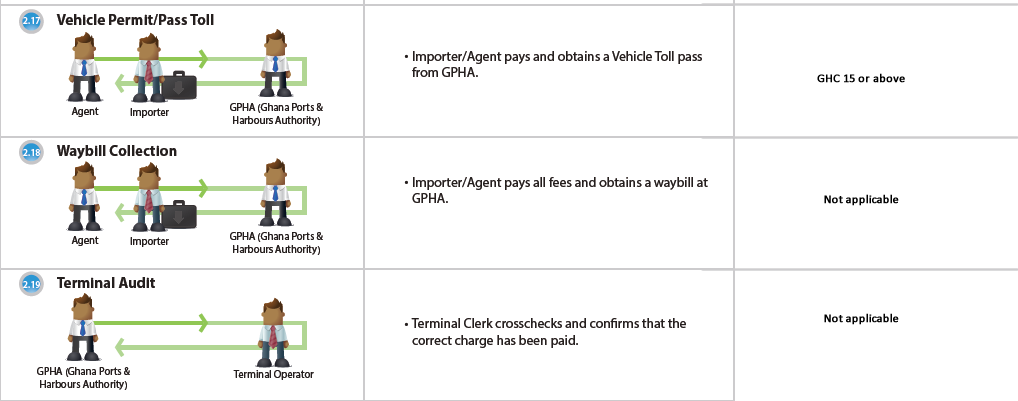 2.17 Vehicle Permit/Pass Toll
Agent
Importer
GPHA (Ghana Ports &
Harbours Authority)
• Importer/Agent pays and obtains a Vehicle Toll pass
from GPHA.
GHC 15 or above
2.18 Waybill Collection
Agent
Importer
GPHA (Ghana Ports &
Harbours Authority)
• Importer/Agent pays all fees and obtains a waybill at
GPHA.
Not applicable
2.19 Terminal Audit
GPHA (Ghana Ports &
Harbours Authority)
Terminal Operator
• Terminal Clerk crosschecks and confirms that the
correct charge has been paid.
Not applicable